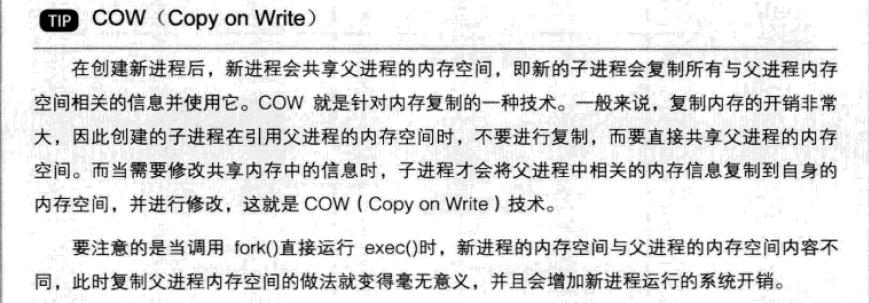 TIP COW（Copy on Write）
在创建新进程后，新进程会共享父进程的内存空间，即新的子进程会复制所有与父进程内存
空间相关的信息并使用它。COW 就是针对内存复制的一种技术。一般来说，复制内存的开销非常
大，因此创建的子进程在引用父进程的内存空间时，不要进行复制，而要直接共享父进程的内存
空间。而当需要修改共享内存中的信息时，子进程才会将父进程中相关的内存信息复制到自身的
内存空间，并进行修改，这就是 COW（Copy on Write）技术。
要注意的是当调用 fork()直接运行 exec()时，新进程的内存空间与父进程的内存空间内容不
同，此时复制父进程内存空间的做法就变得毫无意义，并且会增加新进程运行的系统开销。